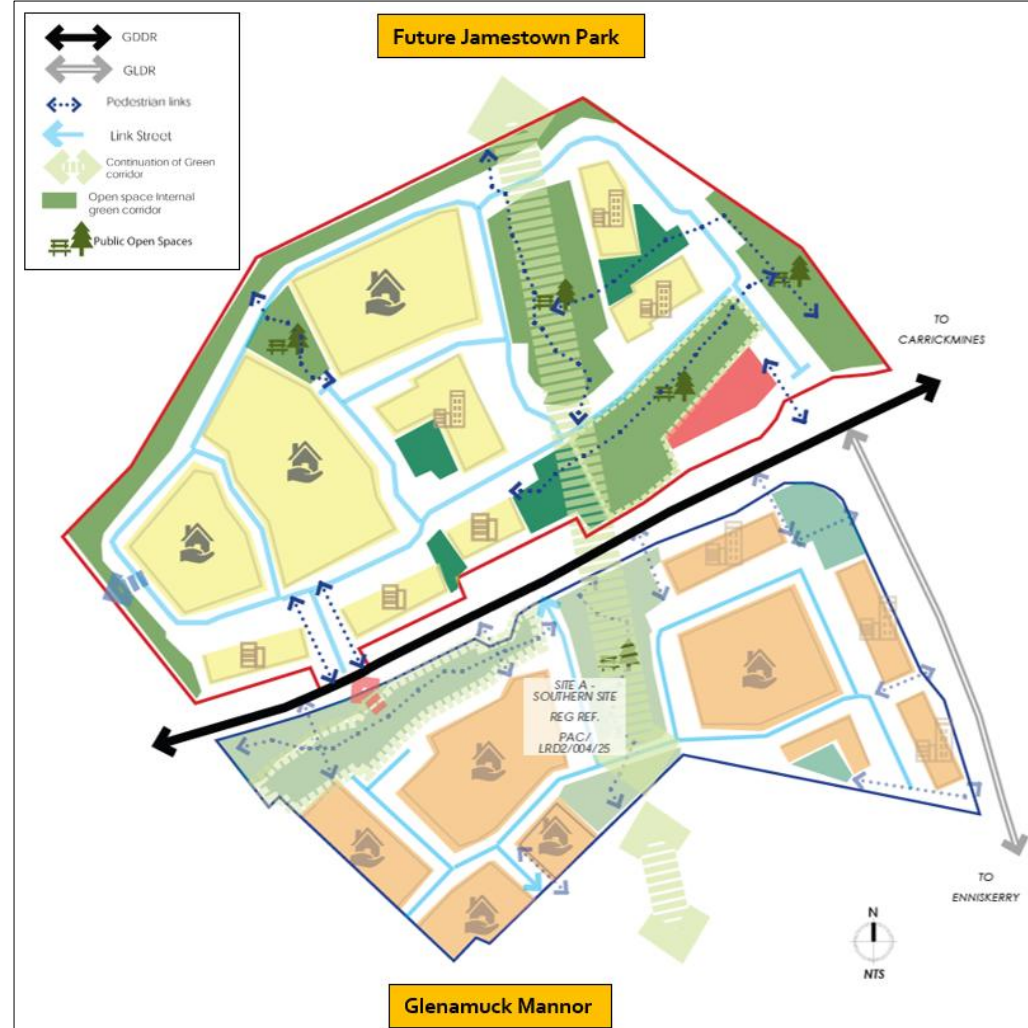 Future Jamestown Park
GDDR
GLDR
Pedestrian links
Link Street
Continuation of Green
corridor
Open space Internal
green corridor
Public Open Spaces
TO
CARRICKMINES
SITE A -
SOUTHERN SITE
REG REF.
PAC/
LRD2/004/25
TO
ENNISKERRY
N
NTS
Glenamuck Mannor